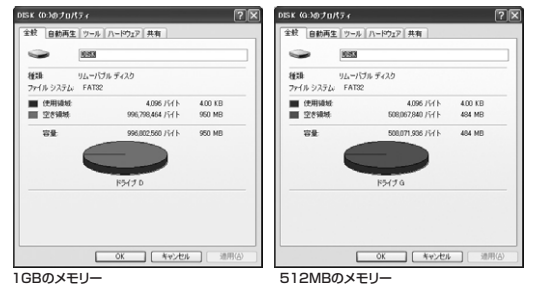 DISK (D:)のプロパティ
全般 自動再生 ツール ハードウェア 共有
DISK
種類: リムーバブル ディスク
ファイル システム: FAT32
使用領域: 4,096 バイト 4.00 KB
空き領域: 996,798,464 バイト 950 MB
容量: 996,802,560 バイト 950 MB
ドライブ D
OK キャンセル 適用(A)
1GBのメモリー
DISK (G:)のプロパティ
全般 自動再生 ツール ハードウェア 共有
DISK
種類: リムーバブル ディスク
ファイル システム: FAT32
使用領域: 4,096 バイト 4.00 KB
空き領域: 508,067,840 バイト 484 MB
容量: 508,071,936 バイト 484 MB
ドライブ G
OK キャンセル 適用(A)
512MBのメモリー